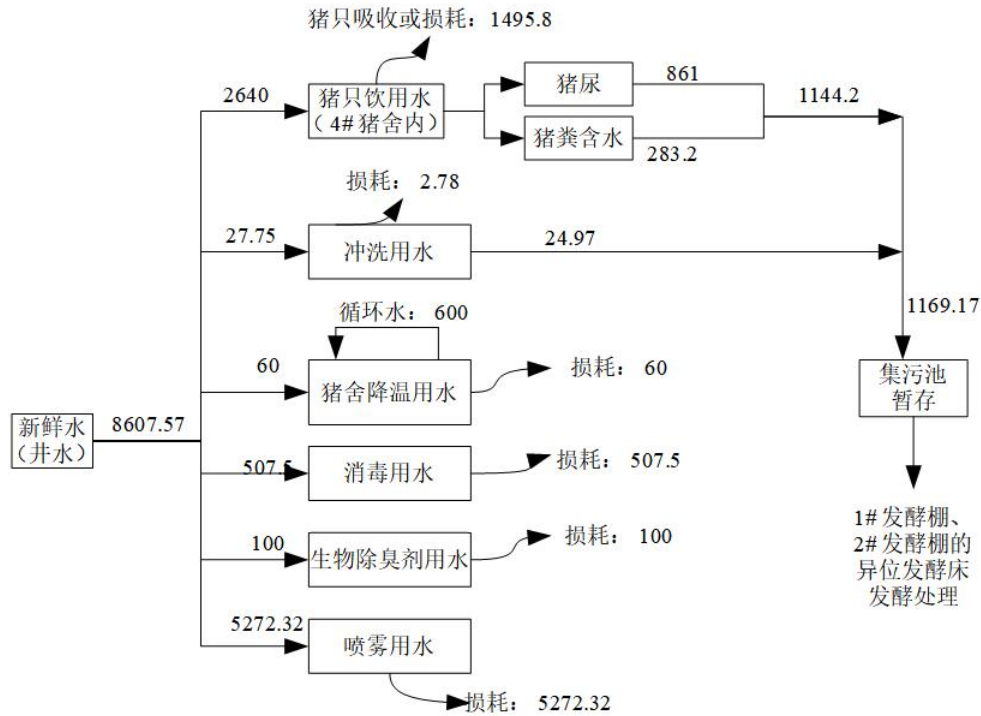 猪只吸收或损耗：1495.8
2640
猪只饮用水
（4#猪舍内）
猪尿
861
猪粪含水
283.2
1144.2
损耗：2.78
27.75
冲洗用水
24.97
循环水：600
1169.17
60
猪舍降温用水
损耗：60
集污池
暂存
新鲜水
（井水）
8607.57
507.5
消毒用水
损耗：507.5
100
生物除臭剂用水
损耗：100
1#发酵棚、
2#发酵棚的
异位发酵床
发酵处理
5272.32
喷雾用水
损耗：5272.32